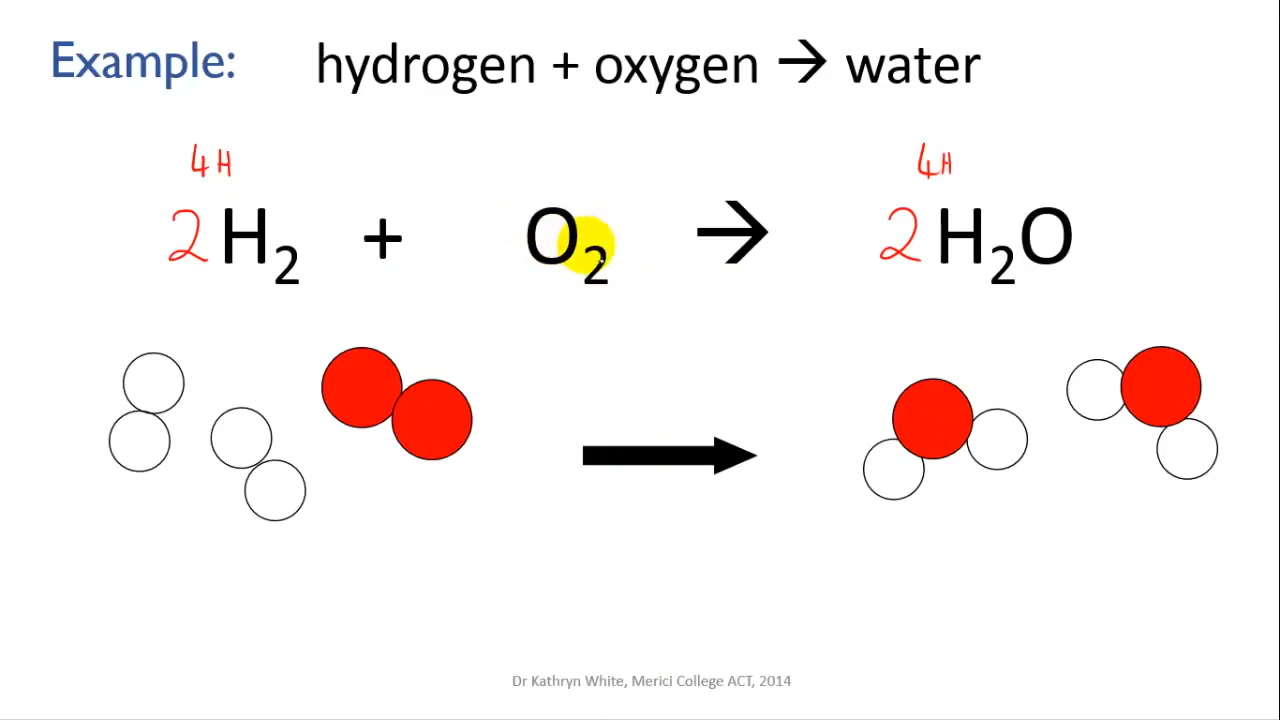 Example: hydrogen + oxygen → water
4H 4H
2H₂ + O₂ → 2H₂O
Dr Kathryn White, Merici College ACT, 2014